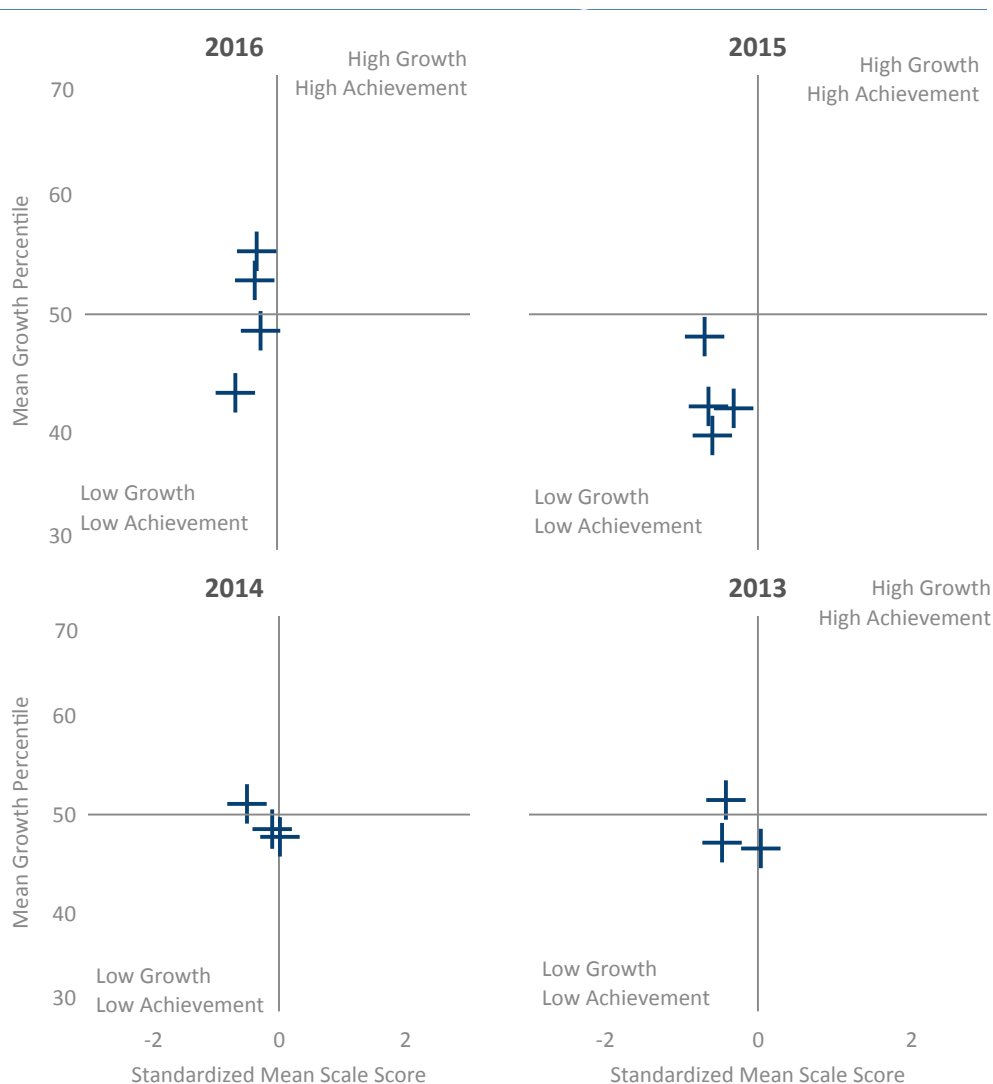 2016
High Growth
High Achievement
70
60
50
40
30
Mean Growth Percentile
Low Growth
Low Achievement
2015
High Growth
High Achievement
Low Growth
Low Achievement
2014
70
60
50
40
30
Mean Growth Percentile
Low Growth
Low Achievement
-2
0
2
Standardized Mean Scale Score
2013
High Growth
High Achievement
Low Growth
Low Achievement
-2
0
2
Standardized Mean Scale Score